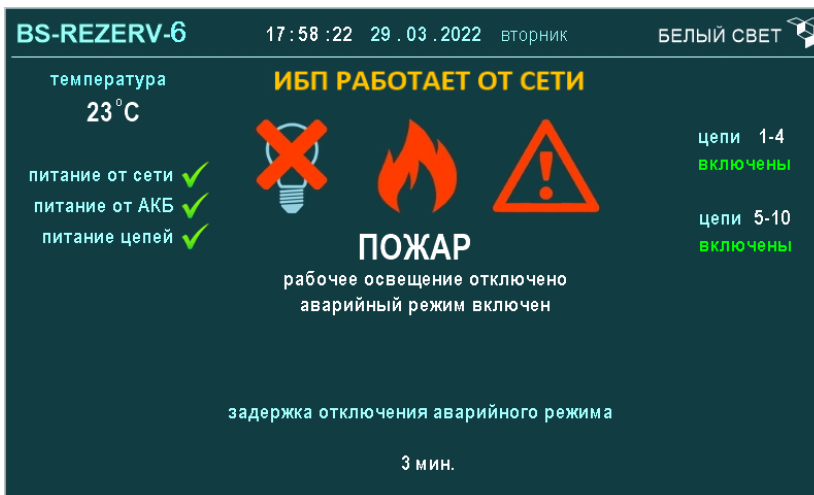 BS-REZERV-6 17:58:22 29.03.2022 вторник БЕЛЫЙ СВЕТ
температура
23°C
ИБП РАБОТАЕТ ОТ СЕТИ
питание от сети
питание от АКБ
питание цепей
ПОЖАР
рабочее освещение отключено
аварийный режим включен
цепи 1-4
включены
цепи 5-10
включены
задержка отключения аварийного режима
3 мин.